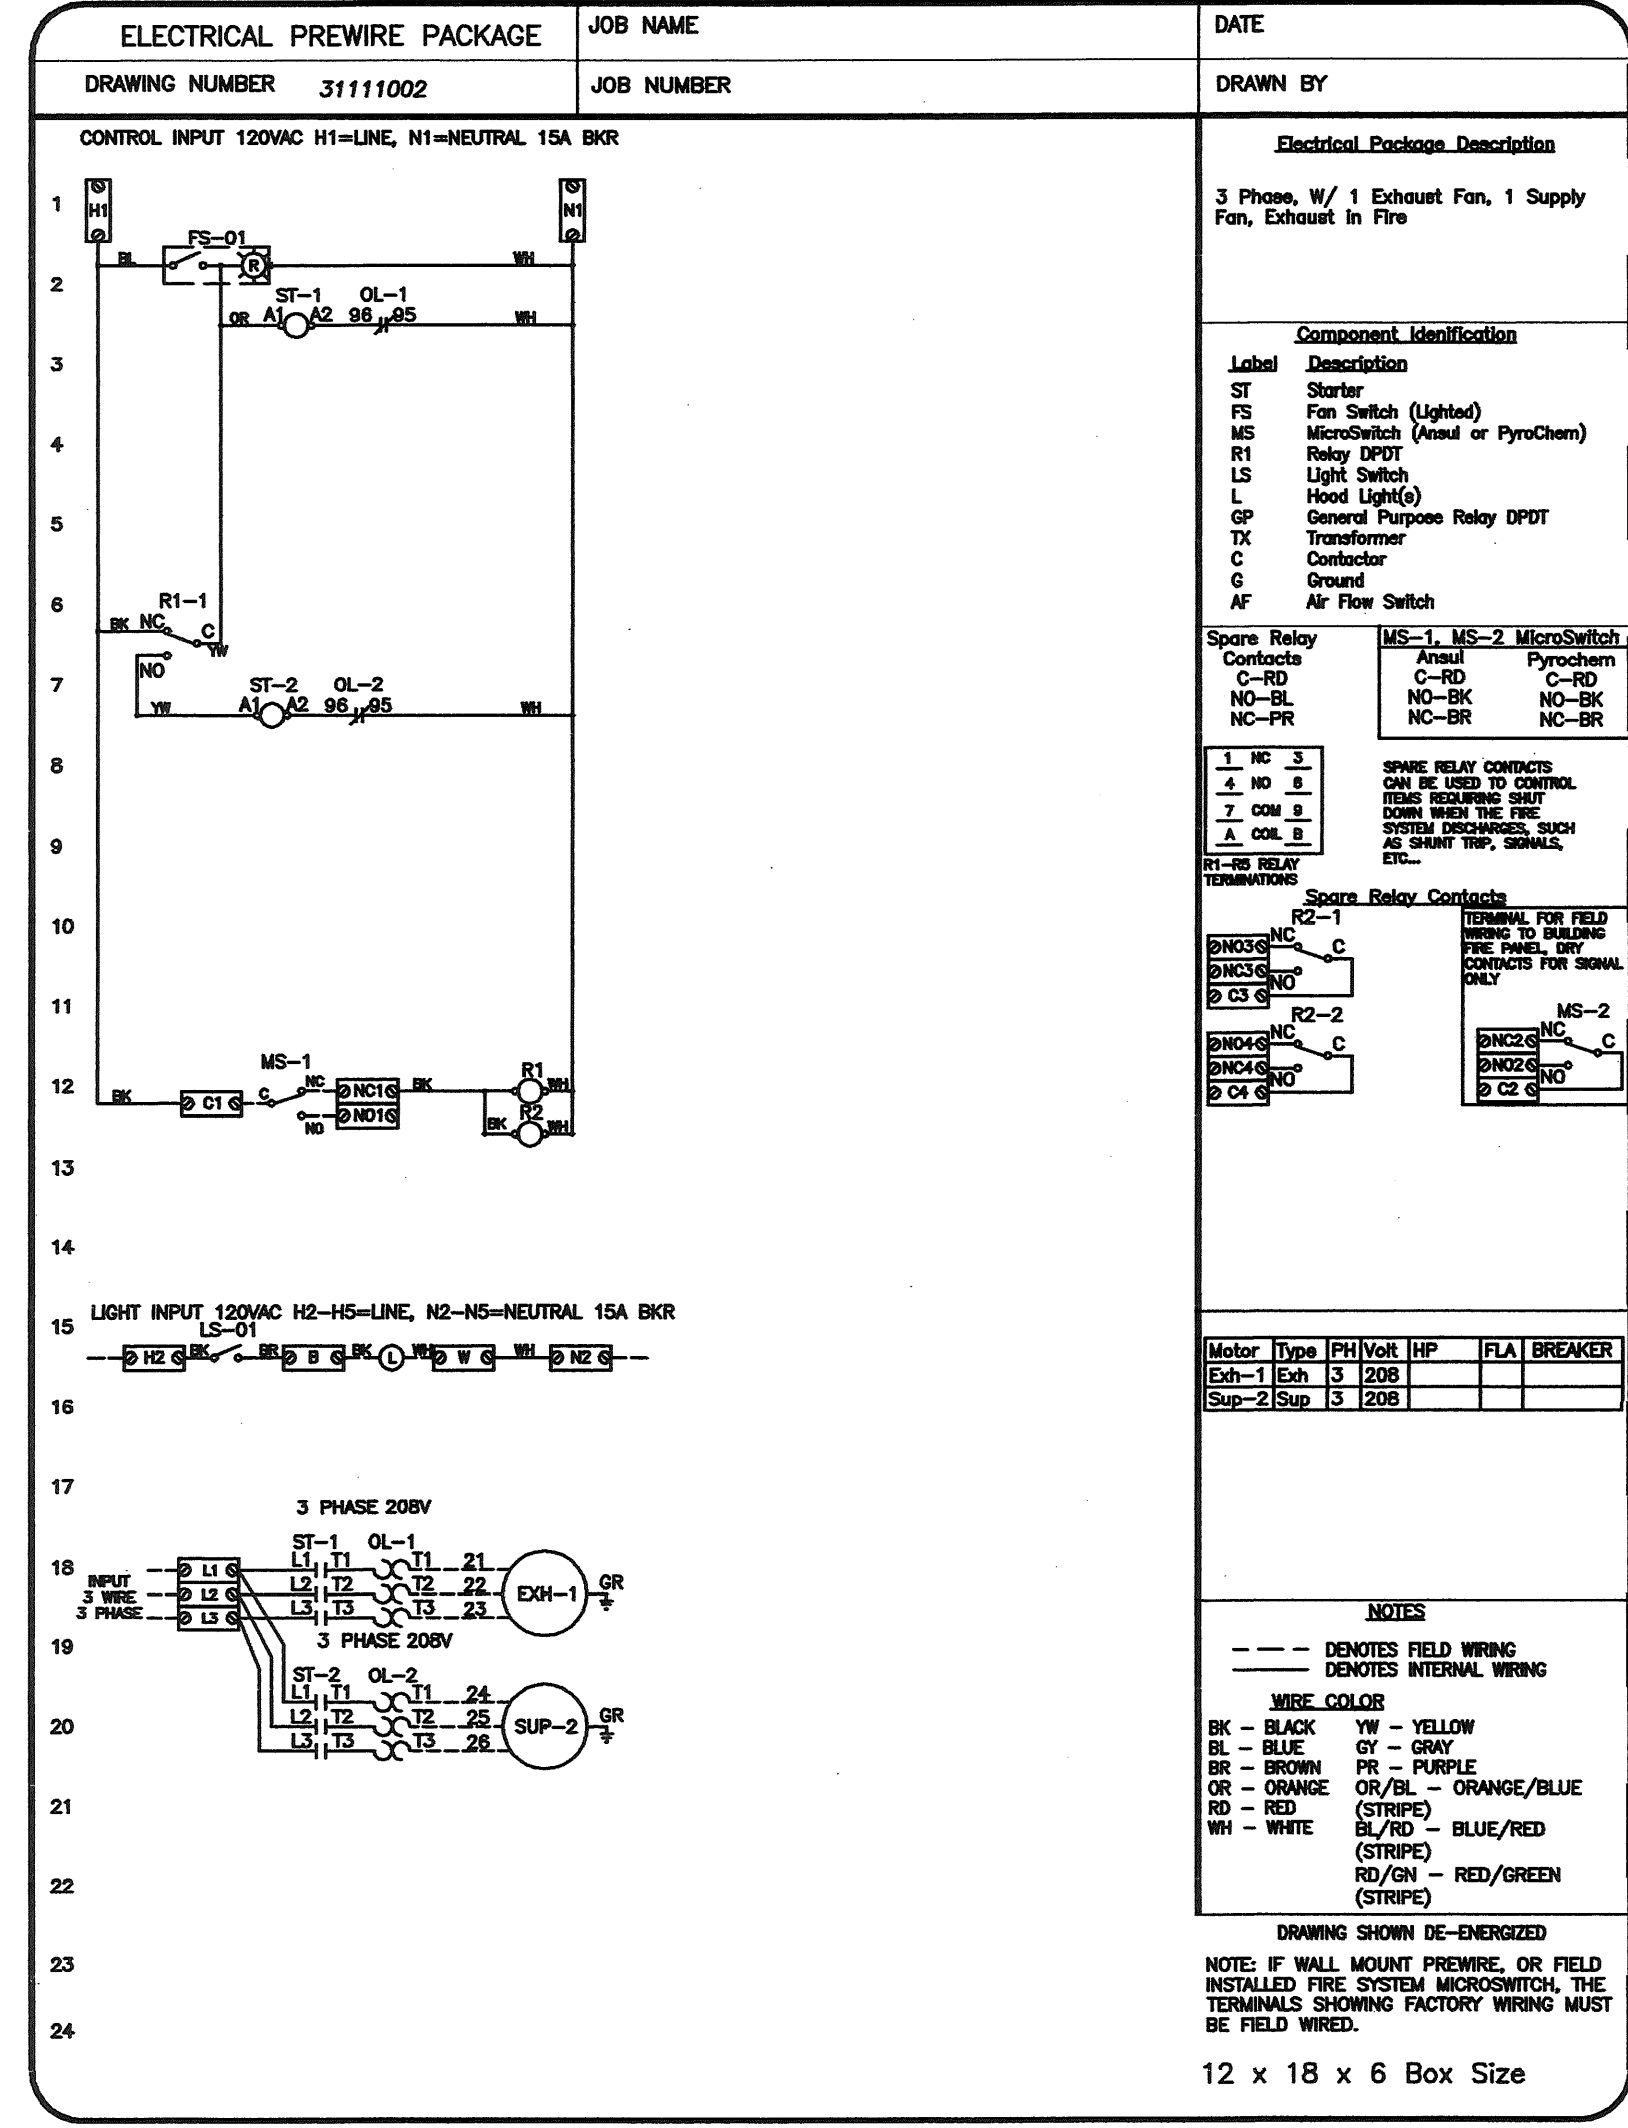 ELECTRICAL PREWIRE PACKAGE
JOB NAME
DATE
DRAWING NUMBER 31111002
JOB NUMBER
DRAWN BY
CONTROL INPUT 120VAC H1=LINE, N1=NEUTRAL 15A BKR
1
H1
N1
FS-01
BL
R
WH
2
ST-1 OL-1
OR A1 A2 96 95 WH
3
4
5
6
R1-1
BK NC C
YW
NO
7
ST-2 OL-2
YW A1 A2 96 95 WH
8
9
10
11
MS-1
12
BK C1 C NC NC1 BK R1 WH
NO NO1 BK R2 WH
13
14
LIGHT INPUT 120VAC H2-H5=LINE, N2-N5=NEUTRAL 15A BKR
15
LS-01
H2 BK BR B BK L WH W WH N2
16
17
3 PHASE 208V
ST-1 OL-1
18
INPUT
3 WIRE
3 PHASE
L1 L1 T1 T1 21
L2 L2 T2 T2 22 EXH-1 GR
L3 L3 T3 T3 23
19
3 PHASE 208V
ST-2 OL-2
L1 T1 T1 24
20
L2 T2 T2 25 SUP-2 GR
L3 T3 T3 26
21
22
23
24
Electrical Package Description
3 Phase, W/ 1 Exhaust Fan, 1 Supply
Fan, Exhaust in Fire
Component Idenification
Label Description
ST Starter
FS Fan Switch (Lighted)
MS MicroSwitch (Ansul or PyroChem)
R1 Relay DPDT
LS Light Switch
L Hood Light(s)
GP General Purpose Relay DPDT
TX Transformer
C Contactor
G Ground
AF Air Flow Switch
Spare Relay
Contacts
C-RD
NO-BL
NC-PR
MS-1, MS-2 MicroSwitch
Ansul Pyrochem
C-RD C-RD
NO-BK NO-BK
NC-BR NC-BR
1 NC 3
4 NO 6
7 COM 9
A COIL B
R1-R5 RELAY
TERMINATIONS
SPARE RELAY CONTACTS
CAN BE USED TO CONTROL
ITEMS REQUIRING SHUT
DOWN WHEN THE FIRE
SYSTEM DISCHARGES, SUCH
AS SHUNT TRIP, SIGNALS,
ETC...
Spare Relay Contacts
R2-1
NO3 NC C
NC3 NO
C3
R2-2
NO4 NC C
NC4 NO
C4
TERMINAL FOR FIELD
WIRING TO BUILDING
FIRE PANEL, DRY
CONTACTS FOR SIGNAL
ONLY
MS-2
NC2 NC C
NO2 NO
C2
Motor Type PH Volt HP FLA BREAKER
Exh-1 Exh 3 208
Sup-2 Sup 3 208
NOTES
DENOTES FIELD WIRING
DENOTES INTERNAL WIRING
WIRE COLOR
BK - BLACK YW - YELLOW
BL - BLUE GY - GRAY
BR - BROWN PR - PURPLE
OR - ORANGE OR/BL - ORANGE/BLUE
RD - RED (STRIPE)
WH - WHITE BL/RD - BLUE/RED
(STRIPE)
RD/GN - RED/GREEN
(STRIPE)
DRAWING SHOWN DE-ENERGIZED
NOTE: IF WALL MOUNT PREWIRE, OR FIELD
INSTALLED FIRE SYSTEM MICROSWITCH, THE
TERMINALS SHOWING FACTORY WIRING MUST
BE FIELD WIRED.
12 x 18 x 6 Box Size